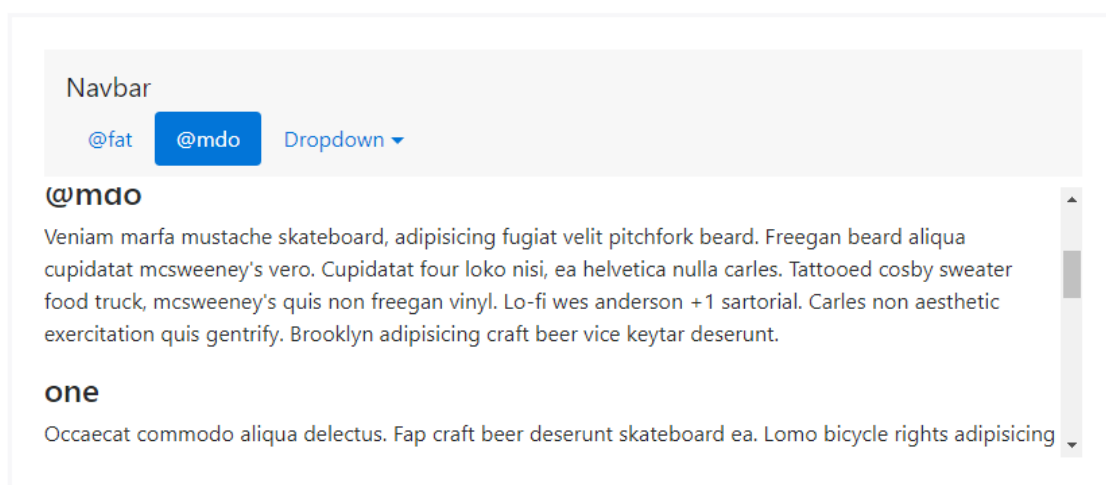 Navbar
@fat @mdo Dropdown
@mdo
Veniam marfa mustache skateboard, adipisicing fugiat velit pitchfork beard. Freegan beard aliqua
cupidatat mcsweeney's vero. Cupidatat four loko nisi, ea helvetica nulla carles. Tattooed cosby sweater
food truck, mcsweeney's quis non freegan vinyl. Lo-fi wes anderson +1 sartorial. Carles non aesthetic
exercitation quis gentrify. Brooklyn adipisicing craft beer vice keytar deserunt.
one
Occaecat commodo aliqua delectus. Fap craft beer deserunt skateboard ea. Lomo bicycle rights adipisicing